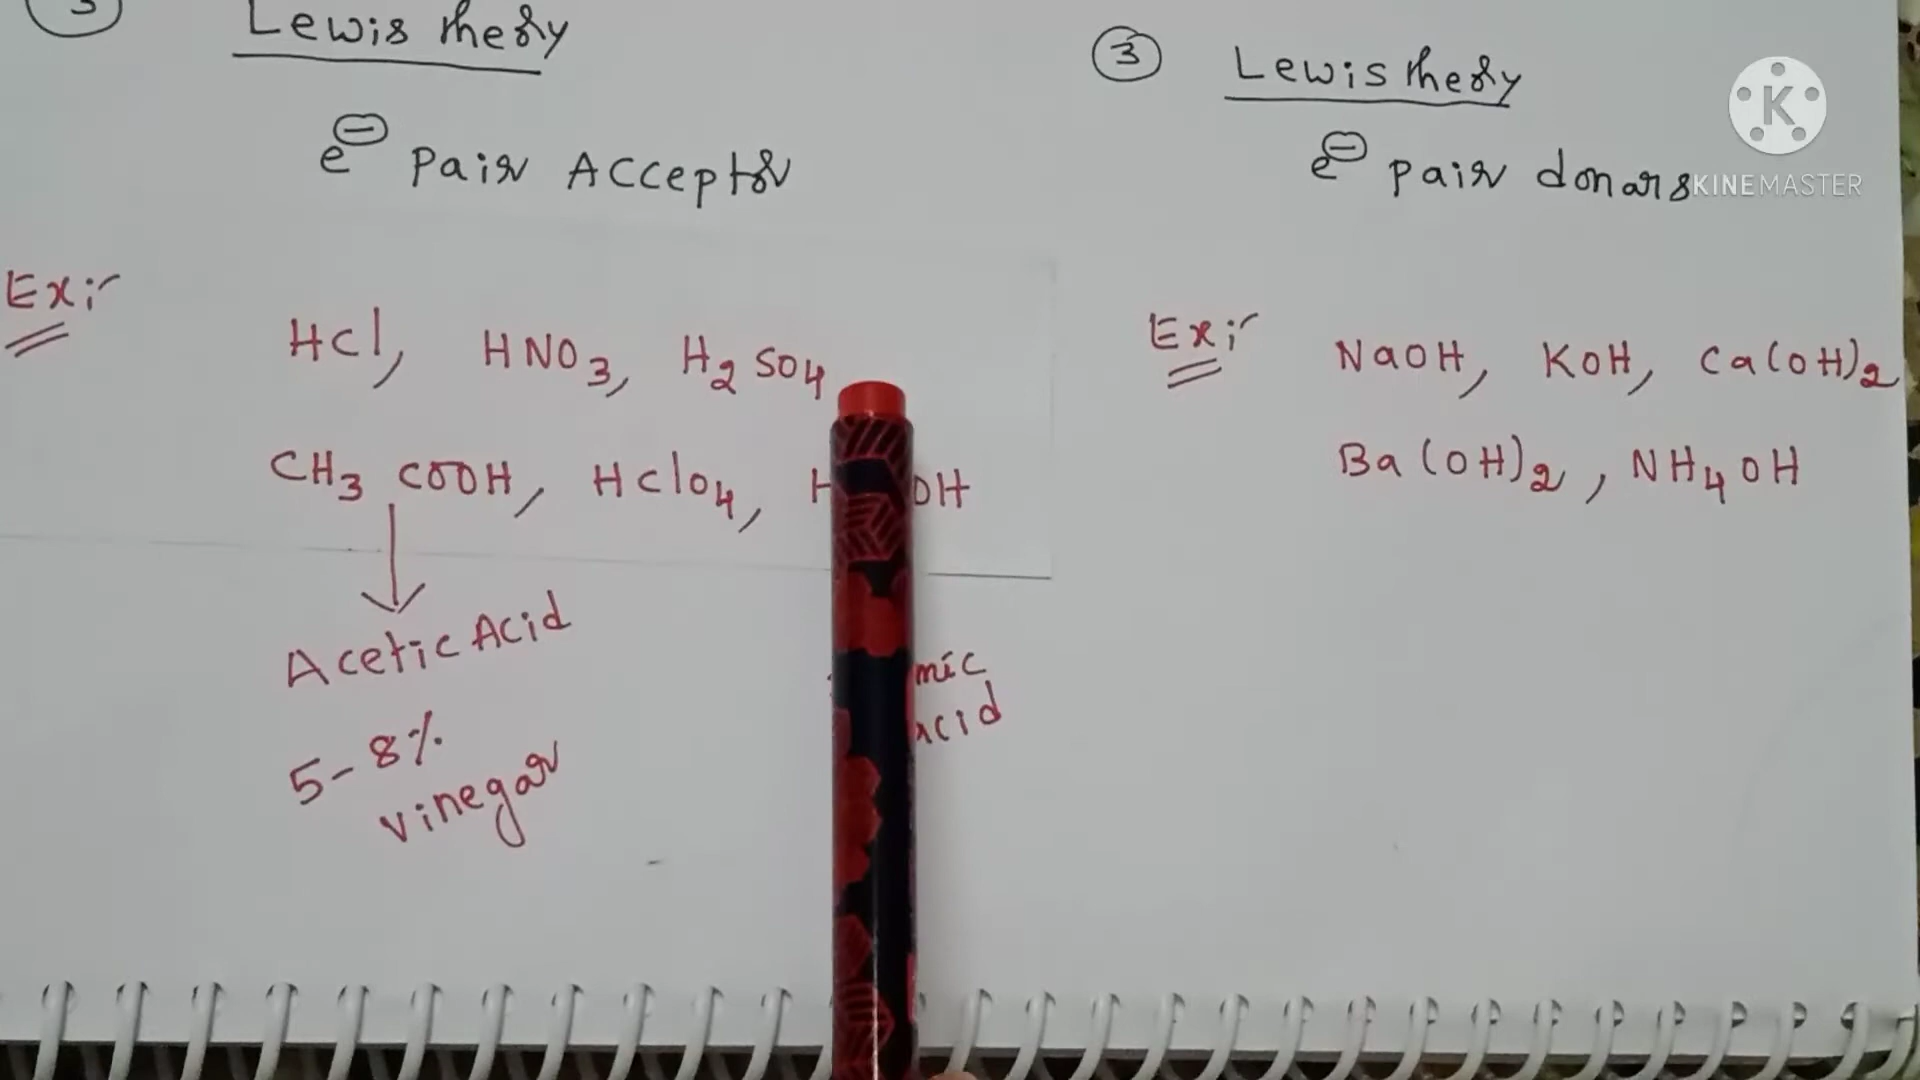 3 Lewis theory
e⊖ pair Acceptor
Ex:-
HCl, HNO3, H2SO4
CH3COOH, HClO4,
Acetic Acid
5-8%
vinegar
3 Lewis theory
e⊖ pair donars
Ex:-
NaOH, KOH, Ca(OH)2
Ba(OH)2, NH4OH
K
KINEMASTER